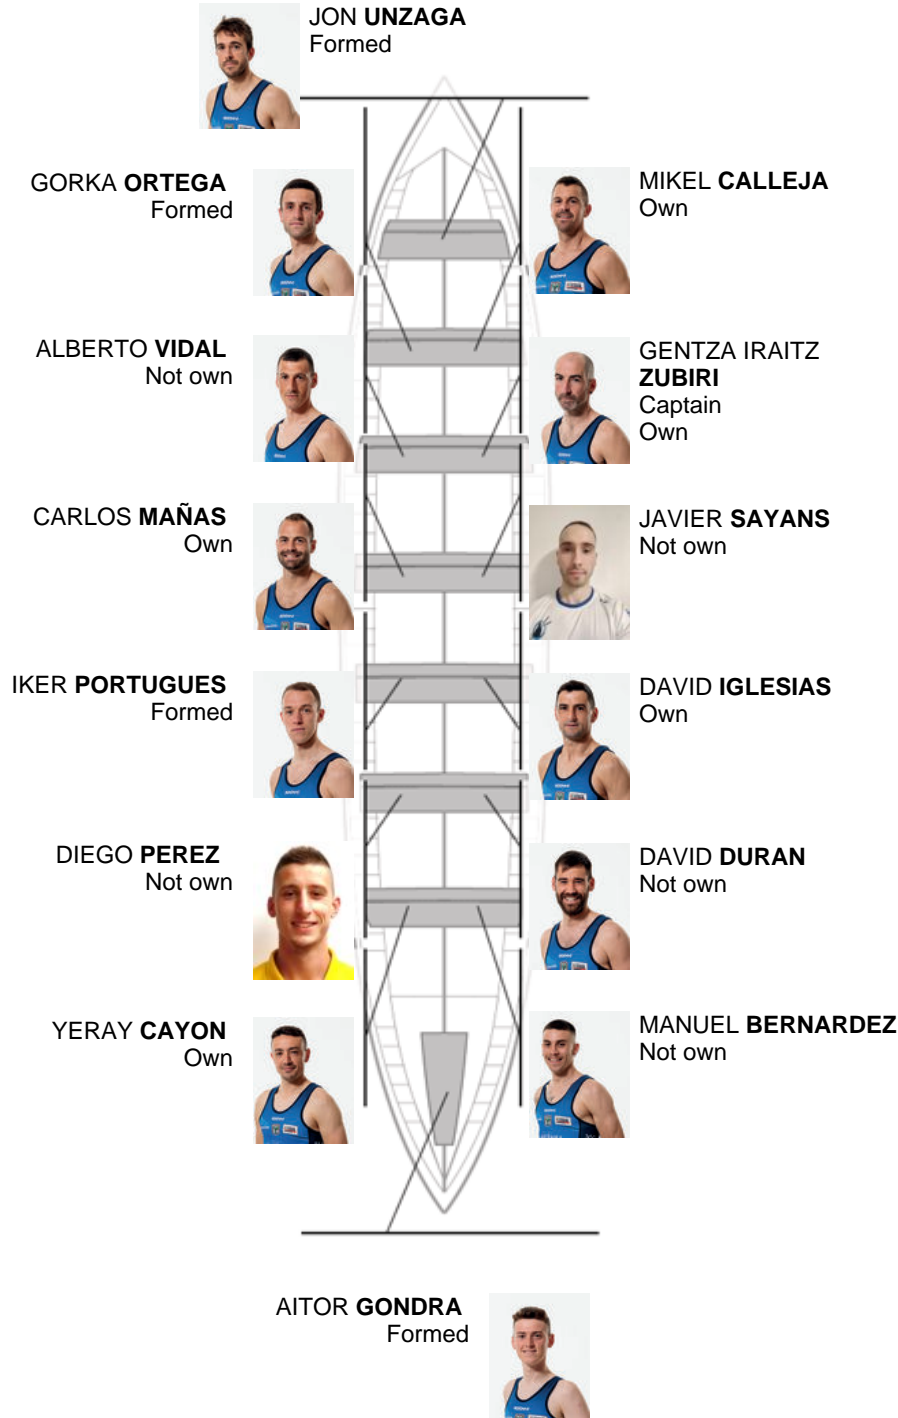 JON UNZAGA
Formed
GORKA ORTEGA
Formed
MIKEL CALLEJA
Own
ALBERTO VIDAL
Not own
GENTZA IRAITZ
ZUBIRI
Captain
Own
CARLOS MAÑAS
Own
JAVIER SAYANS
Not own
IKER PORTUGUES
Formed
DAVID IGLESIAS
Own
DIEGO PEREZ
Not own
DAVID DURAN
Not own
YERAY CAYON
Own
MANUEL BERNARDEZ
Not own
AITOR GONDRA
Formed